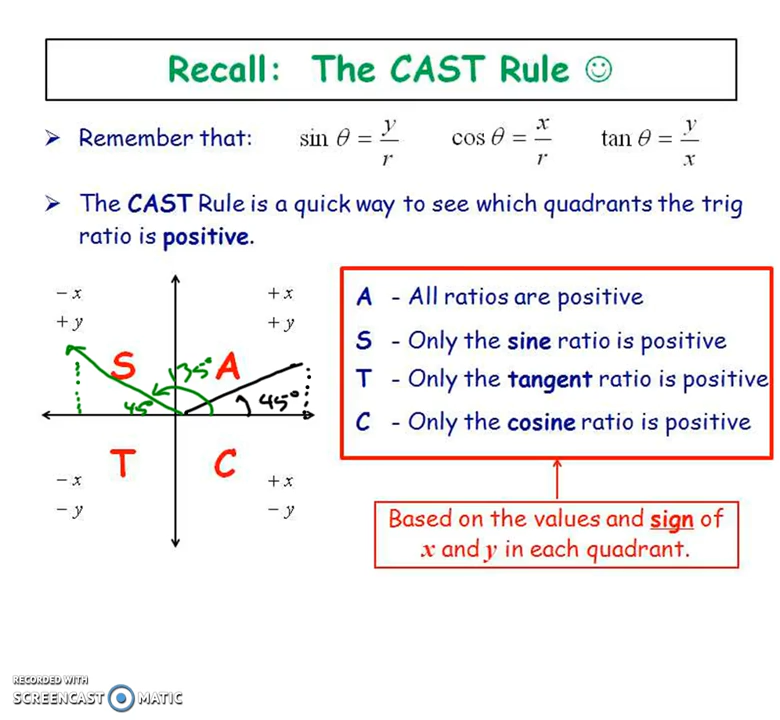 Recall: The CAST Rule ☺
➢ Remember that: sin θ = y/r cos θ = x/r tan θ = y/x
➢ The CAST Rule is a quick way to see which quadrants the trig
ratio is positive.
− x + x
+ y + y
S 135° A
45° 45°
T C
− x + x
− y − y
A - All ratios are positive
S - Only the sine ratio is positive
T - Only the tangent ratio is positive
C - Only the cosine ratio is positive
Based on the values and sign of
x and y in each quadrant.
RECORDED WITH
SCREENCAST MATIC